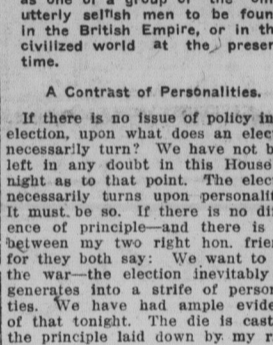 utterly selfish men to be foun
in the British Empire, or in th
civilized world at the presen
time.
A Contrast of Personalities.
If there is no issue of policy in
election, upon what does an elec
necessarily turn? We have not b
left in any doubt in this House
night as to that point. The elec
necessarily turns upon personalit
It must be so. If there is no di
ence of principle—and there is
between my two right hon. frie
for they both say: We want to
the war—the election inevitably
generates into a strife of person
ties. We have had ample evide
of that tonight. The die is cast
the principle laid down by my r